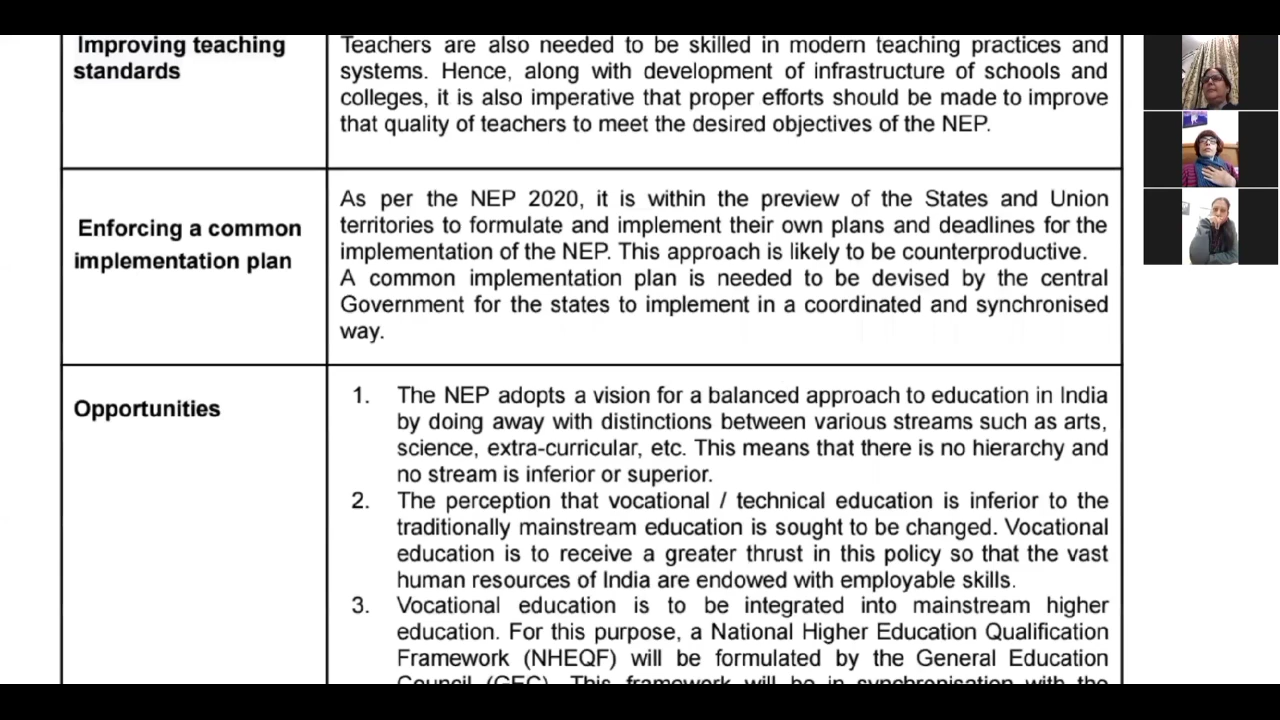 Improving teaching
standards
Teachers are also needed to be skilled in modern teaching practices and
systems. Hence, along with development of infrastructure of schools and
colleges, it is also imperative that proper efforts should be made to improve
that quality of teachers to meet the desired objectives of the NEP.
Enforcing a common
implementation plan
As per the NEP 2020, it is within the preview of the States and Union
territories to formulate and implement their own plans and deadlines for the
implementation of the NEP. This approach is likely to be counterproductive.
A common implementation plan is needed to be devised by the central
Government for the states to implement in a coordinated and synchronised
way.
Opportunities
1. The NEP adopts a vision for a balanced approach to education in India
by doing away with distinctions between various streams such as arts,
science, extra-curricular, etc. This means that there is no hierarchy and
no stream is inferior or superior.
2. The perception that vocational / technical education is inferior to the
traditionally mainstream education is sought to be changed. Vocational
education is to receive a greater thrust in this policy so that the vast
human resources of India are endowed with employable skills.
3. Vocational education is to be integrated into mainstream higher
education. For this purpose, a National Higher Education Qualification
Framework (NHEQF) will be formulated by the General Education
Council (GEC). This framework will be in synchronisation with the